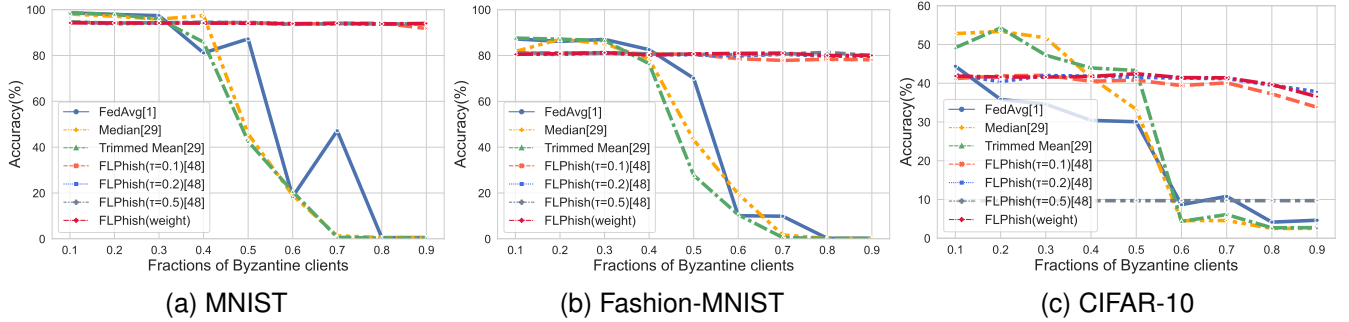 100
80
60
40
20
0
Accuracy(%)
FedAvg[1]
Median[29]
Trimmed Mean[29]
FLPhish(τ=0.1)[48]
FLPhish(τ=0.2)[48]
FLPhish(τ=0.5)[48]
FLPhish(weight)
0.1 0.2 0.3 0.4 0.5 0.6 0.7 0.8 0.9
Fractions of Byzantine clients
(a) MNIST
100
80
60
40
20
0
Accuracy(%)
FedAvg[1]
Median[29]
Trimmed Mean[29]
FLPhish(τ=0.1)[48]
FLPhish(τ=0.2)[48]
FLPhish(τ=0.5)[48]
FLPhish(weight)
0.1 0.2 0.3 0.4 0.5 0.6 0.7 0.8 0.9
Fractions of Byzantine clients
(b) Fashion-MNIST
60
50
40
30
20
10
0
Accuracy(%)
FedAvg[1]
Median[29]
Trimmed Mean[29]
FLPhish(τ=0.1)[48]
FLPhish(τ=0.2)[48]
FLPhish(τ=0.5)[48]
FLPhish(weight)
0.1 0.2 0.3 0.4 0.5 0.6 0.7 0.8 0.9
Fractions of Byzantine clients
(c) CIFAR-10